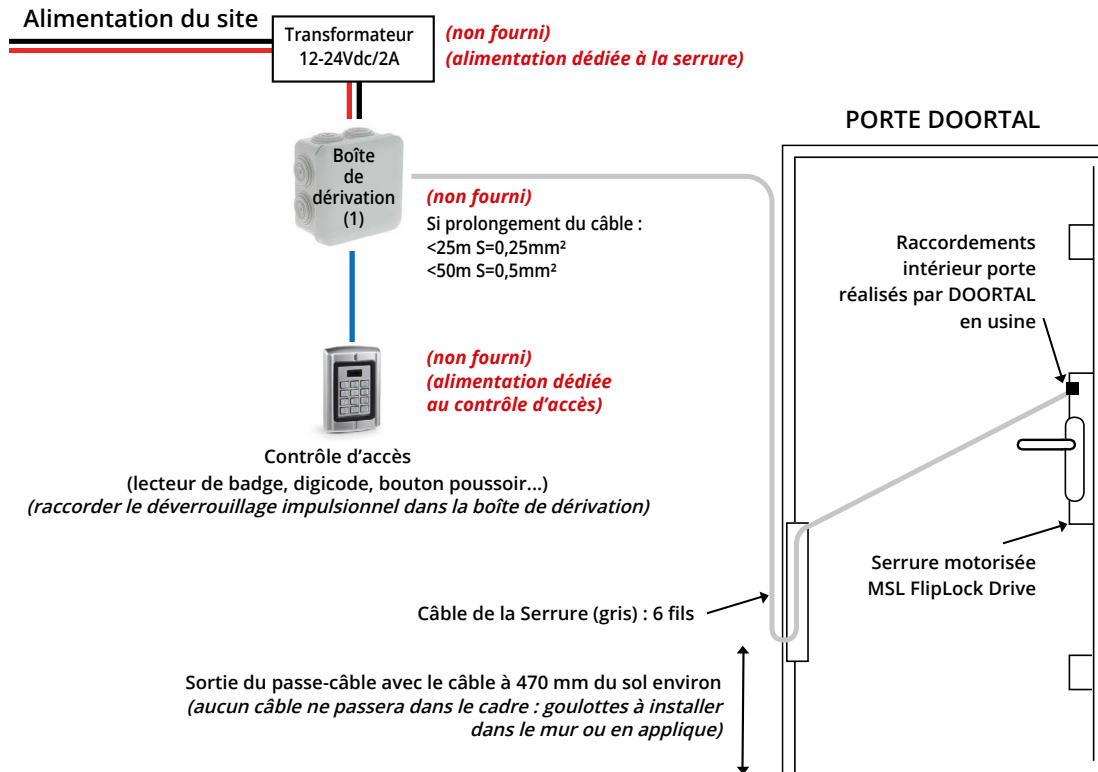 Alimentation du site
Transformateur
12-24Vdc/2A
(non fourni)
(alimentation dédiée à la serrure)
PORTE DOORTAL
Boîte
de
dérivation
(1)
(non fourni)
Si prolongement du câble :
<25m S=0,25mm²
<50m S=0,5mm²
Raccordements
intérieur porte
réalisés par DOORTAL
en usine
(non fourni)
(alimentation dédiée
au contrôle d’accès)
Contrôle d’accès
(lecteur de badge, digicode, bouton poussoir...)
(raccorder le déverrouillage impulsionnel dans la boîte de dérivation)
Serrure motorisée
MSL FlipLock Drive
Câble de la Serrure (gris) : 6 fils
Sortie du passe-câble avec le câble à 470 mm du sol environ
(aucun câble ne passera dans le cadre : goulottes à installer
dans le mur ou en applique)